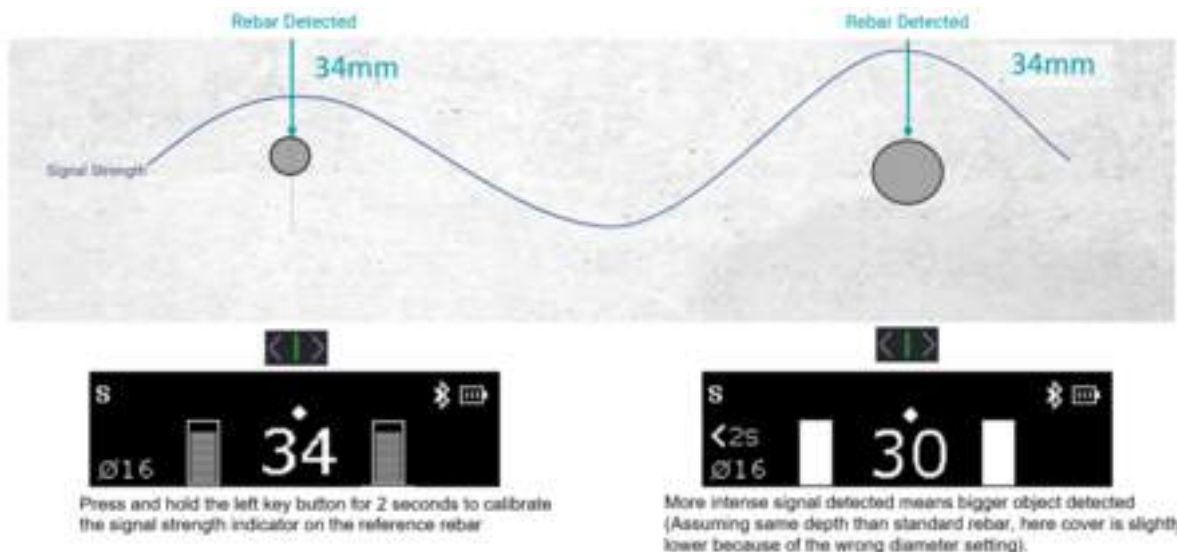 Rebar Detected
Rebar Detected
34mm
34mm
Signal Strength
S
34
Ø16
S
<2s
30
Ø16
Press and hold the left key button for 2 seconds to calibrate
the signal strength indicator on the reference rebar
More intense signal detected means bigger object detected
(Assuming same depth than standard rebar, here cover is slightly
lower because of the wrong diameter setting).